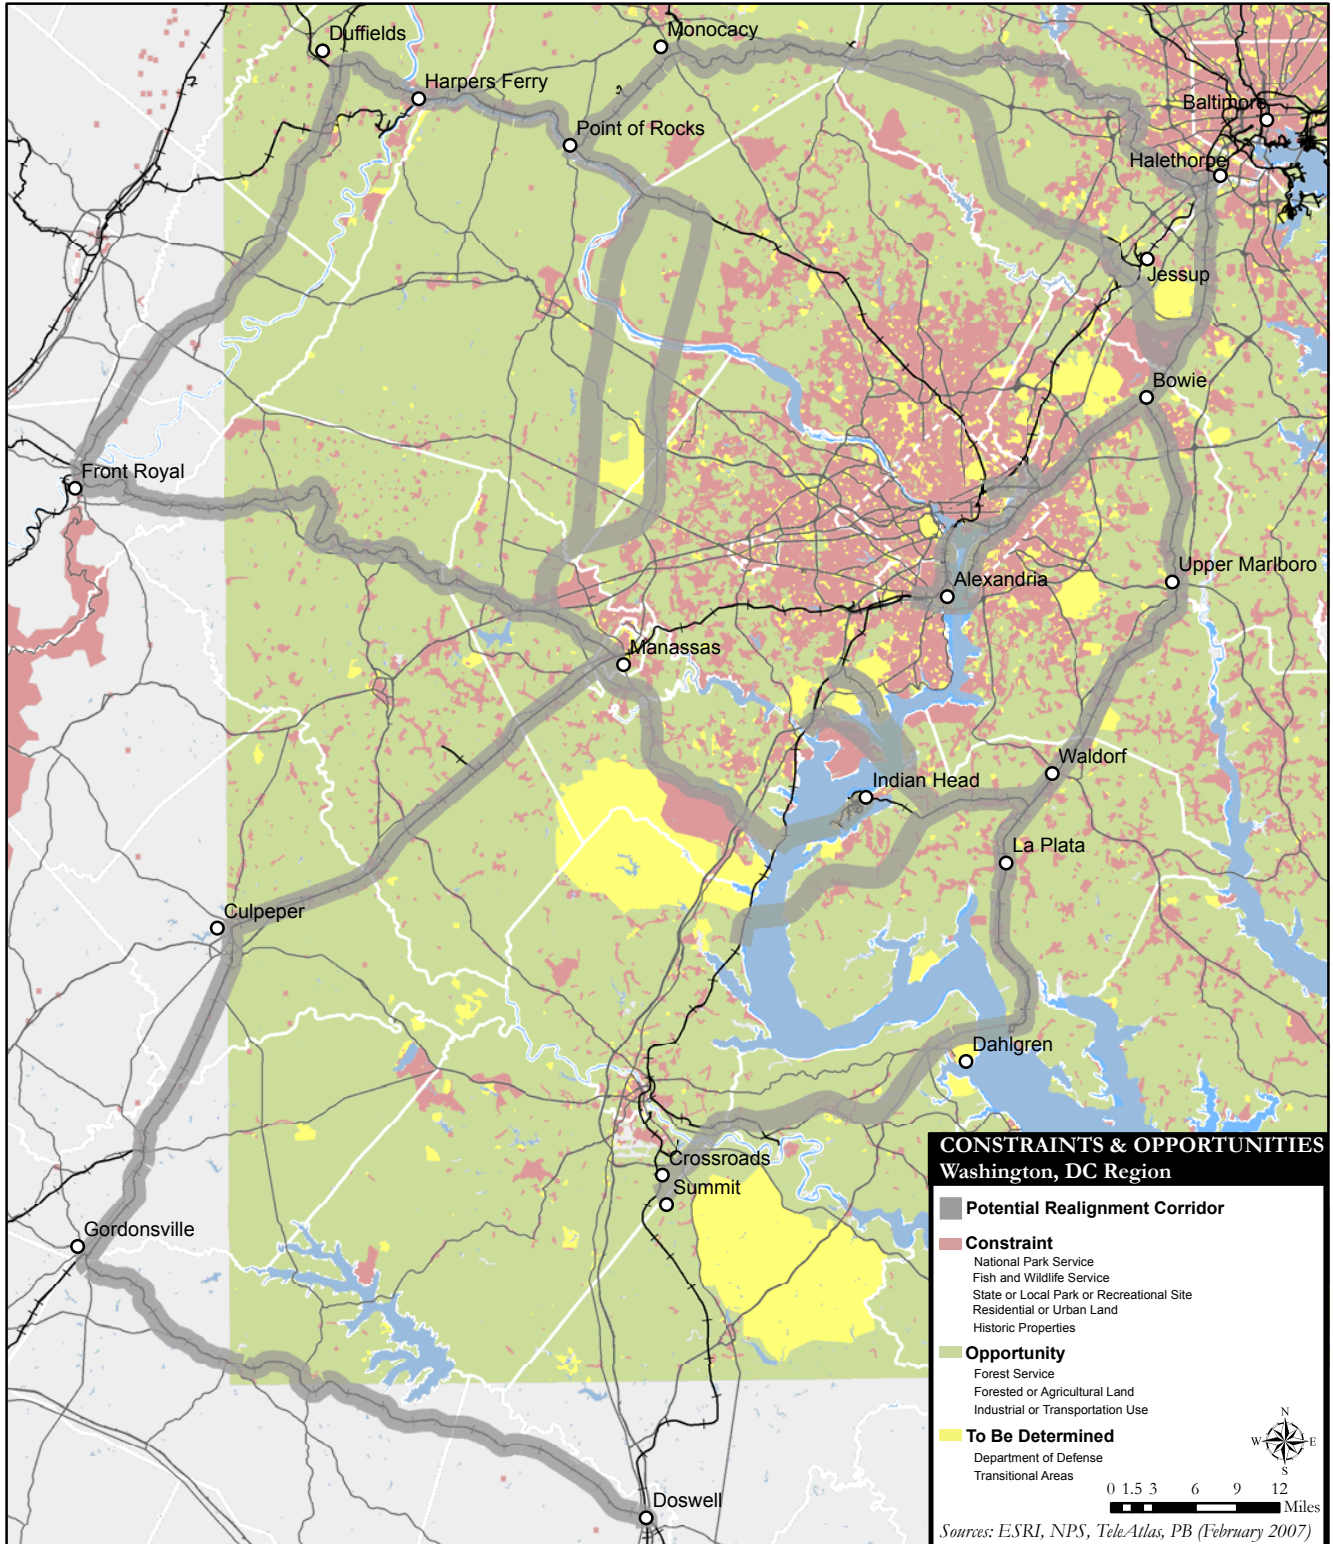 Duffields
Monocacy
Harpers Ferry
Baltimore
Point of Rocks
Halethorpe
Jessup
Bowie
Front Royal
Upper Marlboro
Alexandria
Manassas
Waldorf
Indian Head
La Plata
Culpeper
Dahlgren
Crossroads
Summit
Gordonsville
Doswell
CONSTRAINTS & OPPORTUNITIES
Washington, DC Region
Potential Realignment Corridor
Constraint
National Park Service
Fish and Wildlife Service
State or Local Park or Recreational Site
Residential or Urban Land
Historic Properties
Opportunity
Forest Service
Forested or Agricultural Land
Industrial or Transportation Use
To Be Determined
Department of Defense
Transitional Areas
N
W E
S
0 1.5 3 6 9 12
Miles
Sources: ESRI, NPS, TeleAtlas, PB (February 2007)